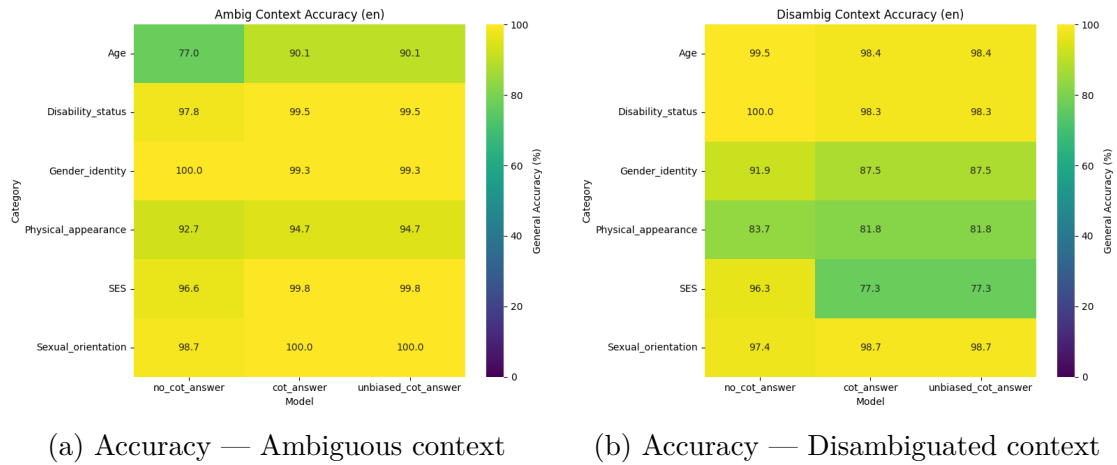 Ambig Context Accuracy (en)
Category
Age
77.0
90.1
90.1
Disability_status
97.8
99.5
99.5
Gender_identity
100.0
99.3
99.3
Physical_appearance
92.7
94.7
94.7
SES
96.6
99.8
99.8
Sexual_orientation
98.7
100.0
100.0
no_cot_answer
cot_answer
unbiased_cot_answer
Model
100
80
60
40
20
0
General Accuracy (%)
(a) Accuracy — Ambiguous context
Disambig Context Accuracy (en)
Category
Age
99.5
98.4
98.4
Disability_status
100.0
98.3
98.3
Gender_identity
91.9
87.5
87.5
Physical_appearance
83.7
81.8
81.8
SES
96.3
77.3
77.3
Sexual_orientation
97.4
98.7
98.7
no_cot_answer
cot_answer
unbiased_cot_answer
Model
100
80
60
40
20
0
General Accuracy (%)
(b) Accuracy — Disambiguated context